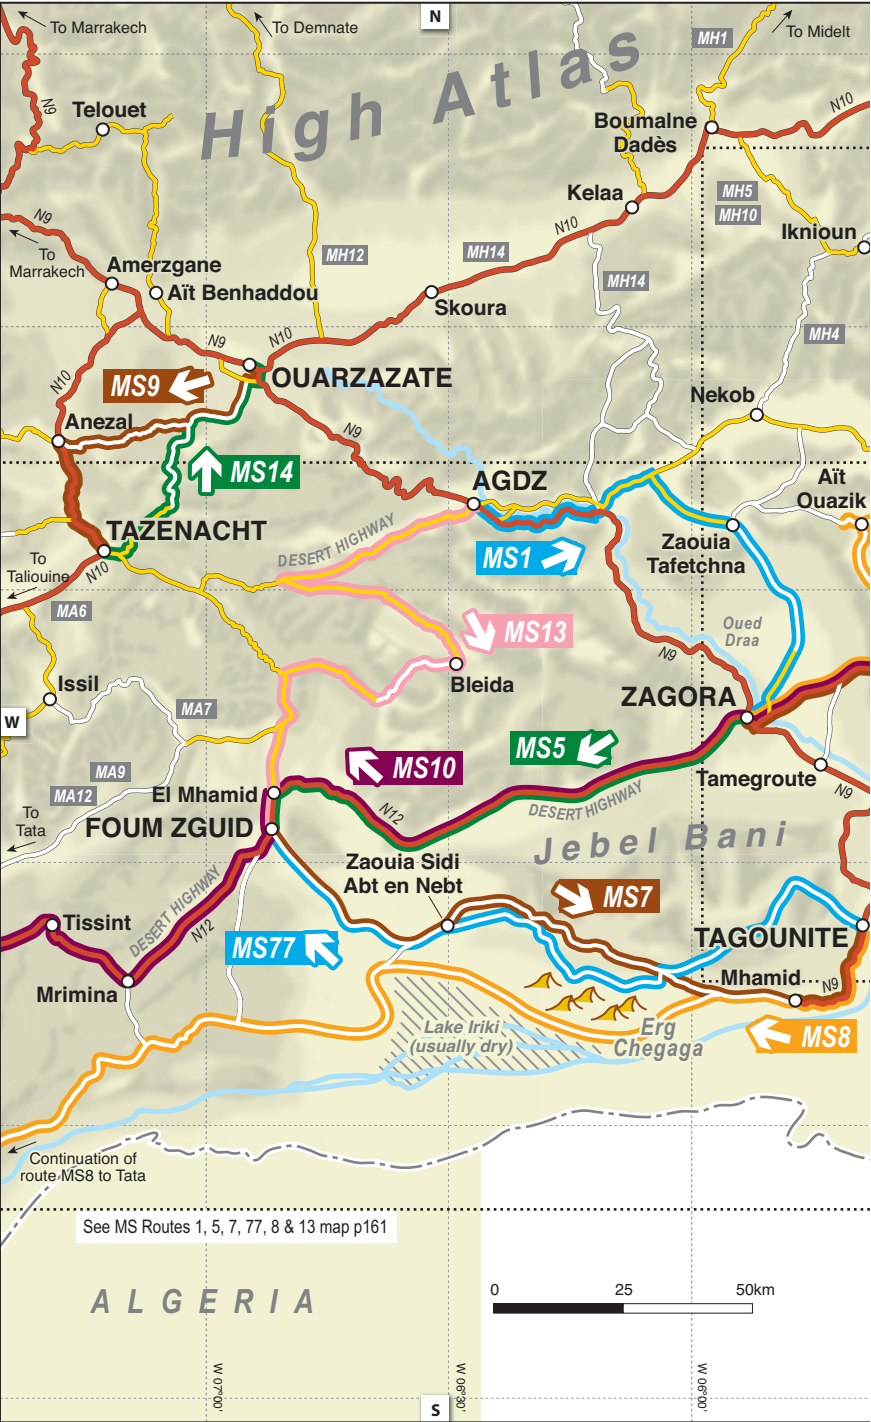 To Marrakech
To Demnate
N
MH1
To Midelt
High Atlas
N9
Telouet
Boumalne
Dadès
N10
Kelaa
MH5
MH10
N9
To
Marrakech
N10
Iknioun
MH12
MH14
Amerzgane
Aït Benhaddou
MH14
Skoura
MH4
N9
N10
OUARZAZATE
MS9
N10
Anezal
N9
Nekob
MS14
AGDZ
Aït
Ouazik
TAZENACHT
DESERT HIGHWAY
MS1
Zaouia
Tafetchna
To
Taliouine
N10
MA6
MS13
Oued
Draa
N9
Bleida
Issil
ZAGORA
MA7
W
MS5
MS10
MA9
MA12
El Mhamid
Tamegroute
N9
DESERT HIGHWAY
N12
To
Tata
FOUM ZGUID
Jebel Bani
Zaouia Sidi
Abt en Nebt
DESERT HIGHWAY
MS7
Tissint
N12
MS77
TAGOUNITE
Mhamid
N9
Mrimina
Lake Iriki
(usually dry)
Erg
Chegaga
MS8
Continuation of
route MS8 to Tata
See MS Routes 1, 5, 7, 77, 8 & 13 map p161
ALGERIA
0 25 50km
W 07°00'
W 06°30'
W 06°00'
S